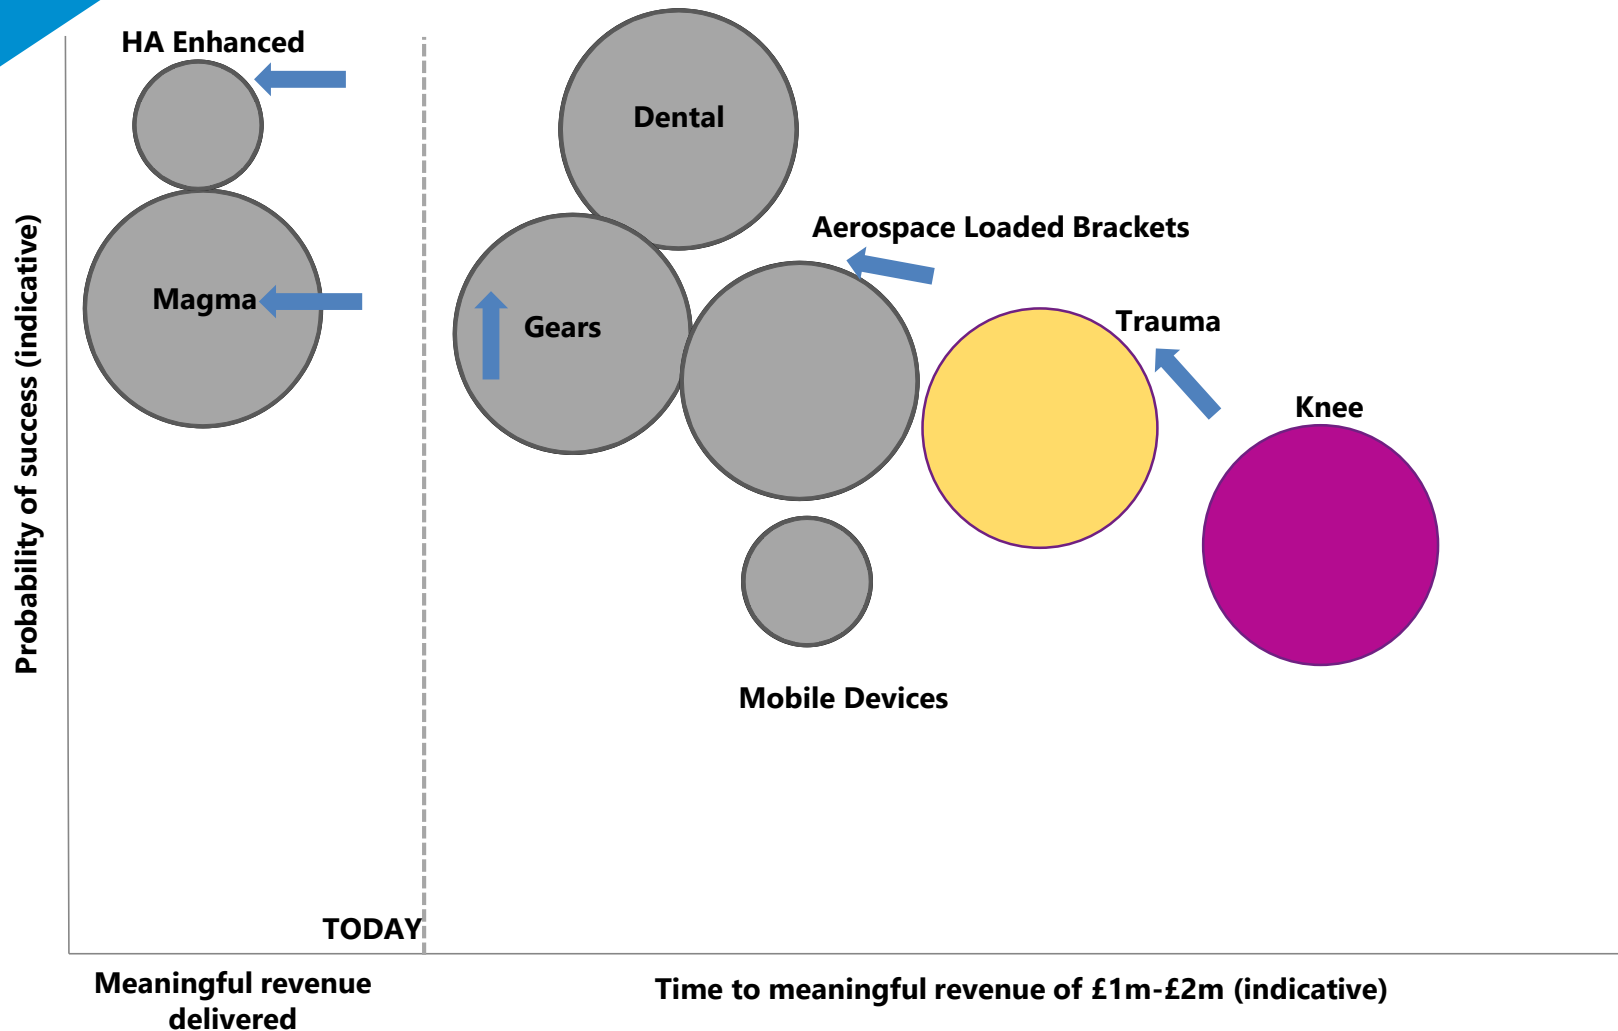 HA Enhanced
Dental
Aerospace Loaded Brackets
Magma
Gears
Trauma
Knee
Mobile Devices
Probability of success (indicative)
TODAY
Meaningful revenue
delivered
Time to meaningful revenue of £1m-£2m (indicative)